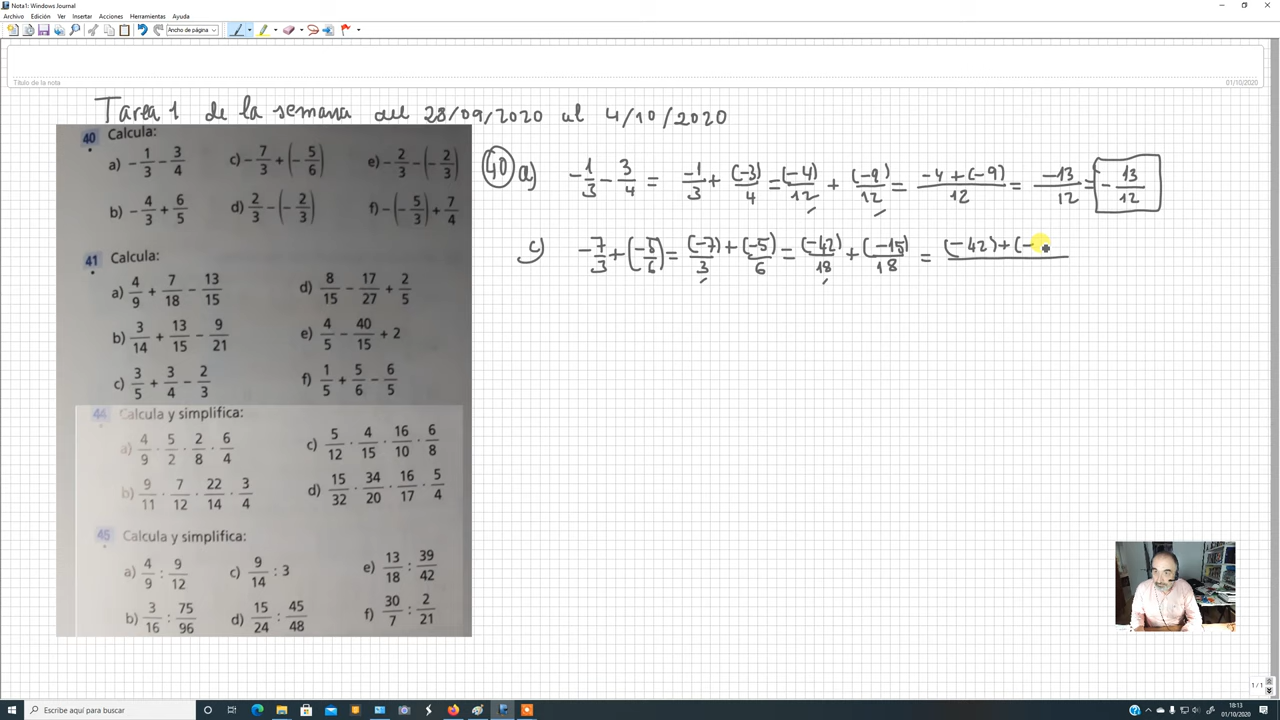 Nota1: Windows Journal
Archivo Edición Ver Insertar Acciones Herramientas Ayuda
Ancho de página
Título de la nota
01/10/2020
Tarea 1 de la semana del 28/09/2020 al 4/10/2020
40 Calcula:
a) -1/3 - 3/4 c) -7/3 + (-5/6) e) -2/3 - (-2/3)
b) -4/3 + 6/5 d) 2/3 - (-2/3) f) -(-5/3) + 7/4
41 Calcula:
a) 4/9 + 7/18 - 13/15 d) 8/15 - 17/27 + 2/5
b) 3/14 + 13/15 - 9/21 e) 4/5 - 40/15 + 2
c) 3/5 + 3/4 - 2/3 f) 1/5 + 5/6 - 6/5
44 Calcula y simplifica:
a) 4/9 · 5/2 · 2/8 · 6/4 c) 5/12 · 4/15 · 16/10 · 6/8
b) 9/11 · 7/12 · 22/14 · 3/4 d) 15/32 · 34/20 · 16/17 · 5/4
45 Calcula y simplifica:
a) 4/9 : 9/12 c) 9/14 : 3 e) 13/18 : 39/42
b) 3/16 : 75/96 d) 15/24 : 45/48 f) 30/7 : 2/21
40 a) -1/3 - 3/4 = -1/3 + (-3)/4 = (-4)/12 + (-9)/12 = -4 + (-9)/12 = -13/12 = -13/12
c) -7/3 + (-5/6) = (-7)/3 + (-5)/6 = (-42)/18 + (-15)/18 = (-42) + (-
1 / 1
Escribe aquí para buscar
18:13
01/10/2020